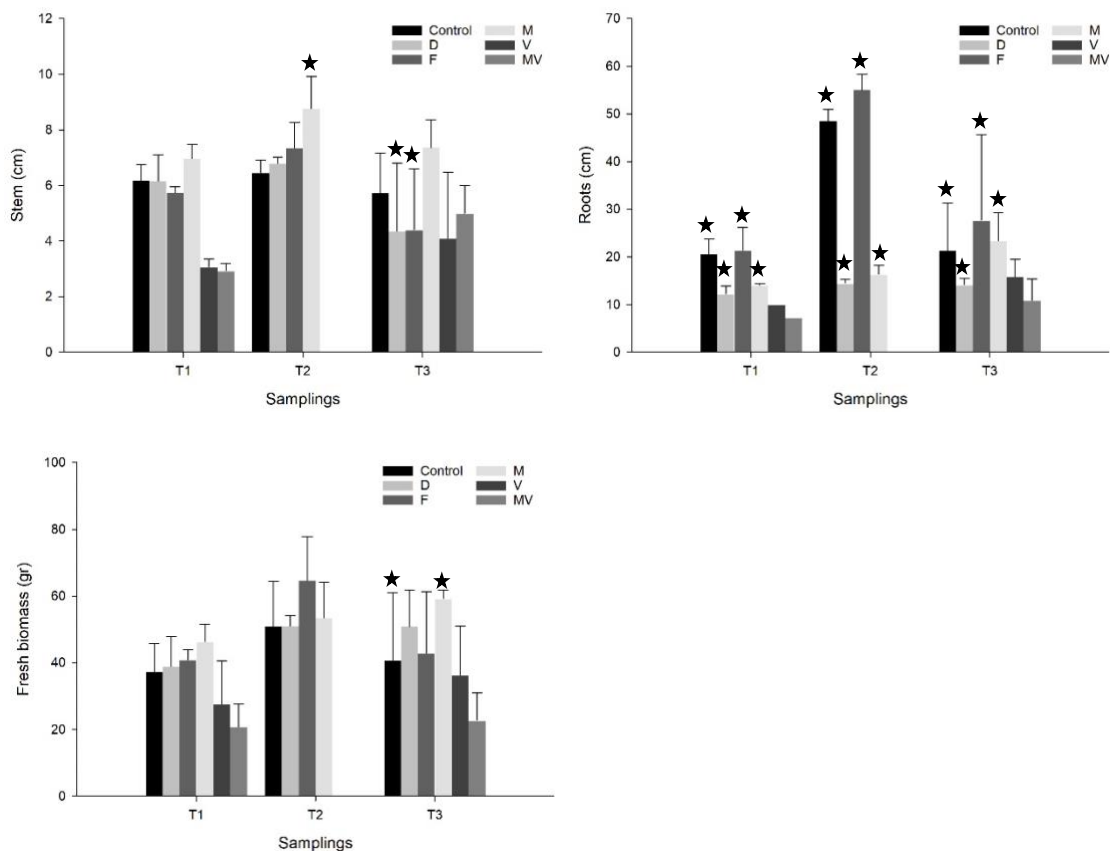 12
10
8
6
4
2
0
Stem (cm)
Control M
D V
F MV
T1 T2 T3
Samplings
70
60
50
40
30
20
10
0
Roots (cm)
Control M
D V
F MV
T1 T2 T3
Samplings
100
80
60
40
20
0
Fresh biomass (gr)
Control M
D V
F MV
T1 T2 T3
Samplings